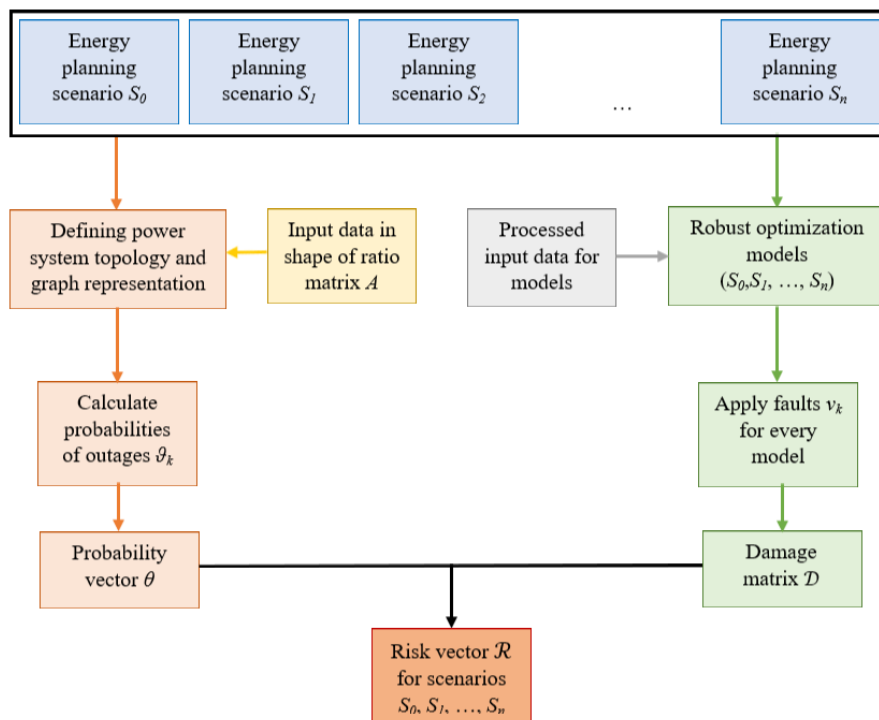 Energy
planning
scenario S0
Energy
planning
scenario S1
Energy
planning
scenario S2
...
Energy
planning
scenario Sn
Defining power
system topology and
graph representation
Input data in
shape of ratio
matrix A
Processed
input data for
models
Robust optimization
models
(S0,S1, …, Sn)
Calculate
probabilities
of outages ϑk
Apply faults vk
for every
model
Probability
vector θ
Damage
matrix 𝒟
Risk vector ℛ
for scenarios
S0, S1, …, Sn